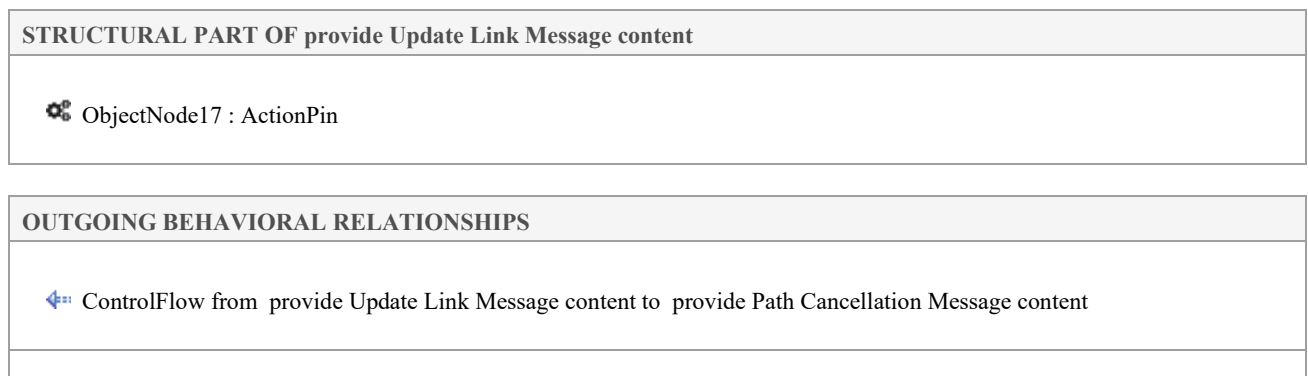 STRUCTURAL PART OF provide Update Link Message content
ObjectNode17 : ActionPin
OUTGOING BEHAVIORAL RELATIONSHIPS
ControlFlow from  provide Update Link Message content to  provide Path Cancellation Message content